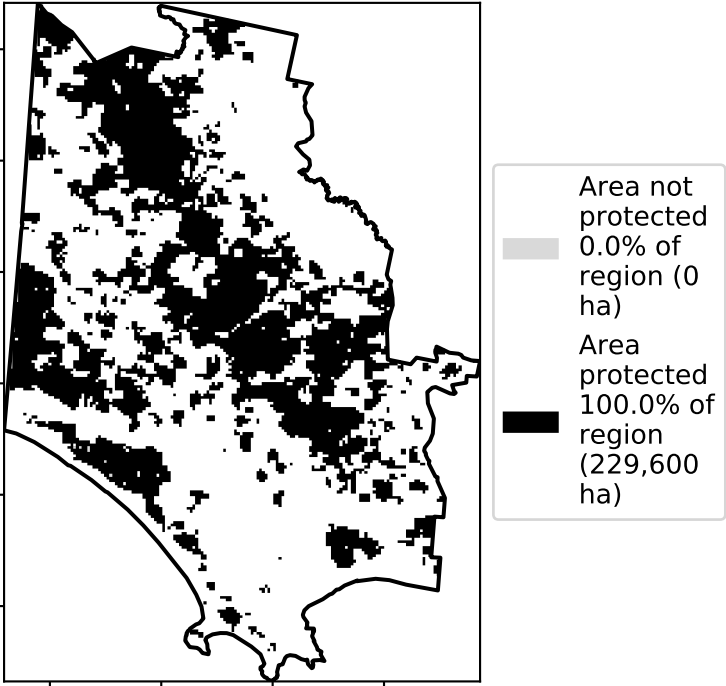 Area not
protected
0.0% of
region (0
ha)
Area
protected
100.0% of
region
(229,600
ha)